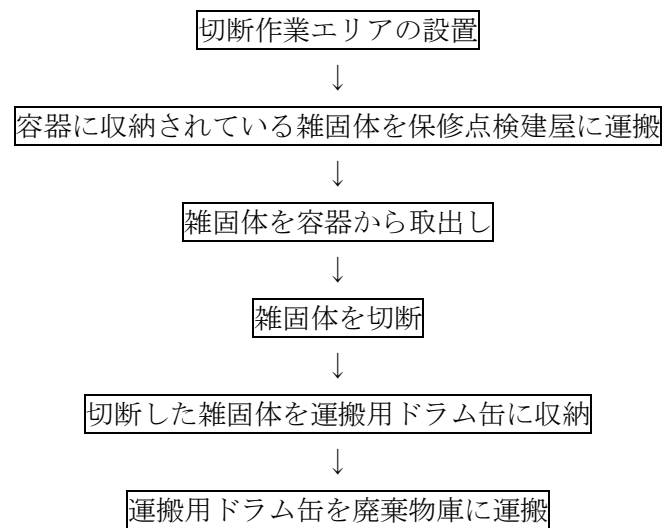 切断作業エリアの設置
↓
容器に収納されている雑固体を保修点検建屋に運搬
↓
雑固体を容器から取出し
↓
雑固体を切断
↓
切断した雑固体を運搬用ドラム缶に収納
↓
運搬用ドラム缶を廃棄物庫に運搬